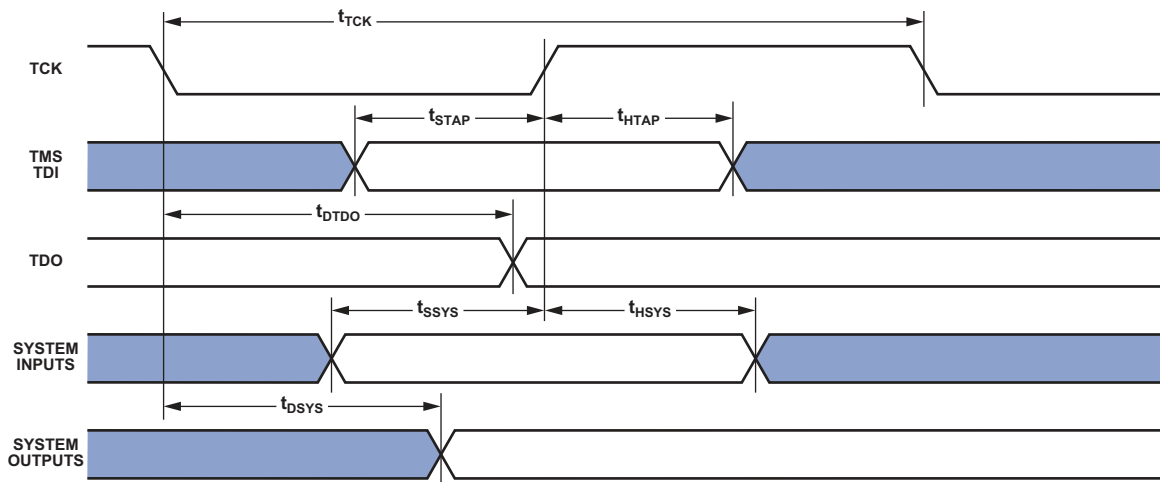 tTCK
TCK
tSTAP
tHTAP
TMS
TDI
tDTDO
TDO
tSSYS
tHSYS
SYSTEM
INPUTS
tDSYS
SYSTEM
OUTPUTS